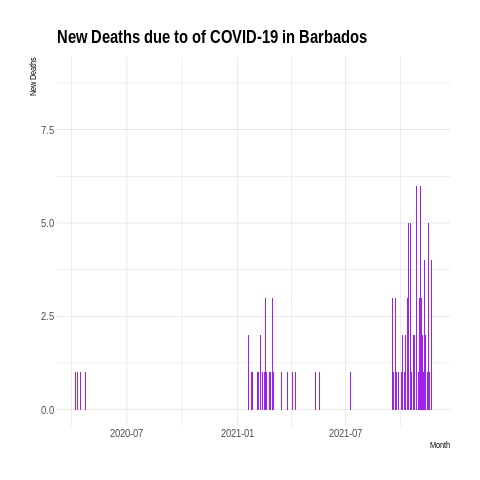 New Deaths due to of COVID-19 in Barbados
New Deaths
7.5
5.0
2.5
0.0
2020-07
2021-01
2021-07
Month